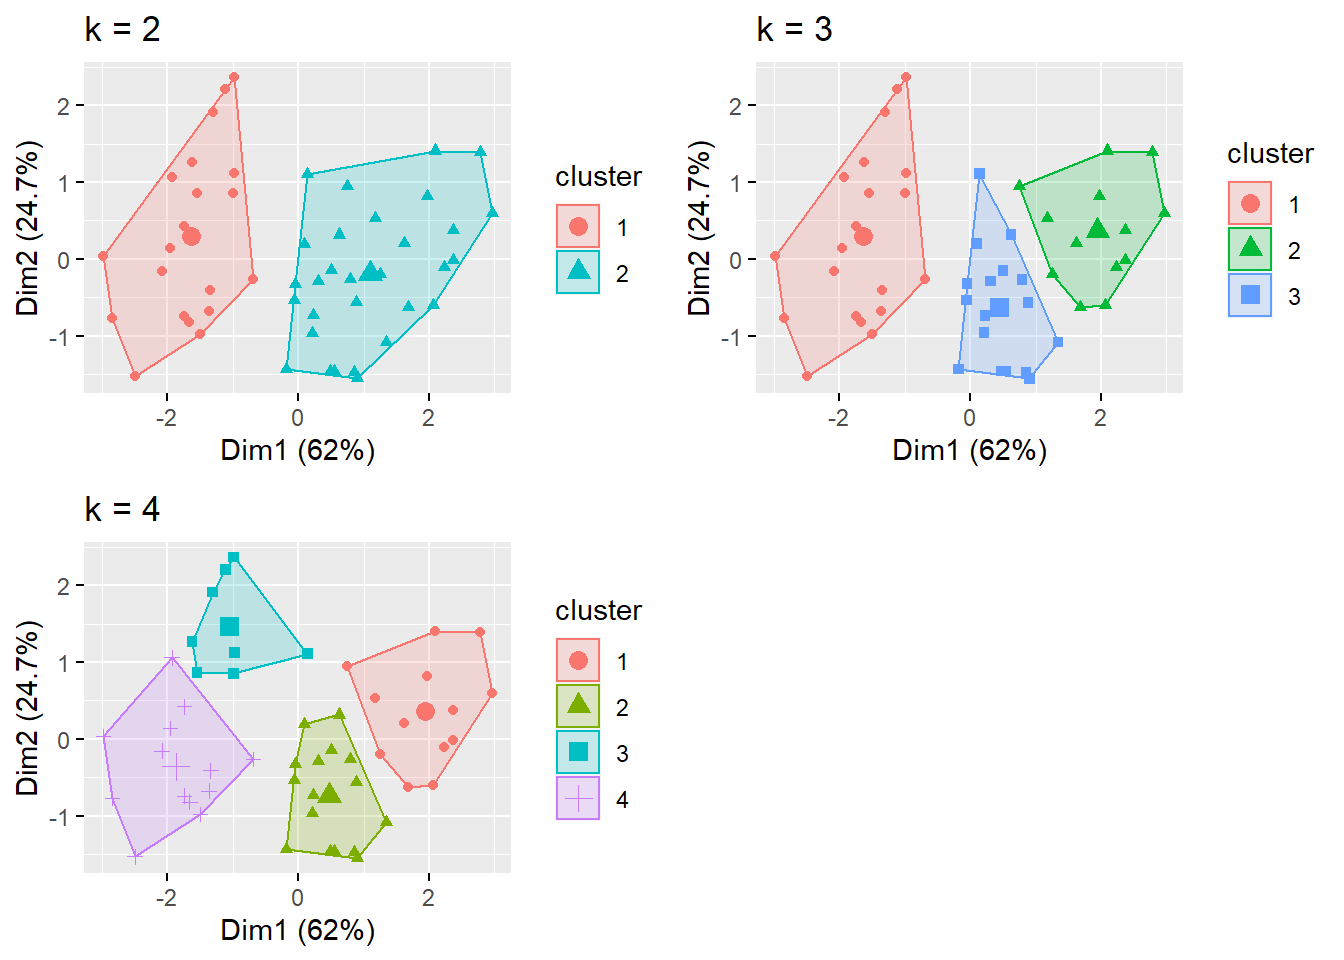 k = 2
Dim2 (24.7%)
2
1
0
-1
-2
0
2
Dim1 (62%)
cluster
1
2
k = 3
Dim2 (24.7%)
2
1
0
-1
-2
0
2
Dim1 (62%)
cluster
1
2
3
k = 4
Dim2 (24.7%)
2
1
0
-1
-2
0
2
Dim1 (62%)
cluster
1
2
3
4